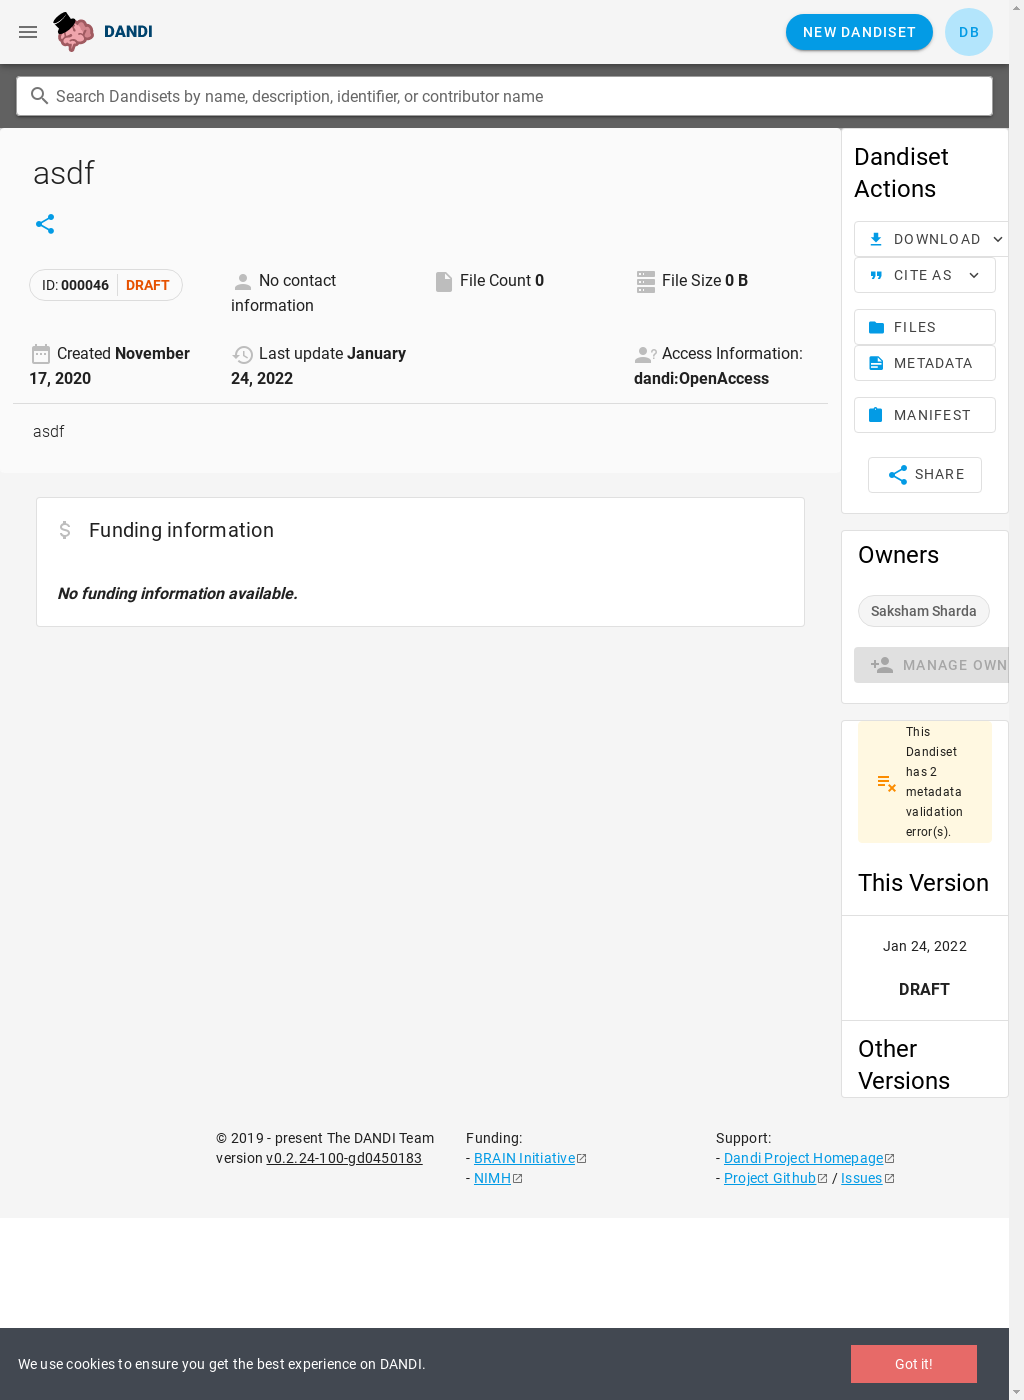 DANDI
NEW DANDISET
DB
Search Dandisets by name, description, identifier, or contributor name
asdf
ID: 000046 DRAFT
No contact
information
File Count 0
File Size 0 B
Created November
17, 2020
Last update January
24, 2022
Access Information:
dandi:OpenAccess
asdf
Funding information
No funding information available.
Dandiset
Actions
DOWNLOAD
CITE AS
FILES
METADATA
MANIFEST
SHARE
Owners
Saksham Sharda
MANAGE OWN
This
Dandiset
has 2
metadata
validation
error(s).
This Version
Jan 24, 2022
DRAFT
Other
Versions
© 2019 - present The DANDI Team
version v0.2.24-100-gd0450183
Funding:
- BRAIN Initiative
- NIMH
Support:
- Dandi Project Homepage
- Project Github / Issues
We use cookies to ensure you get the best experience on DANDI.
Got it!